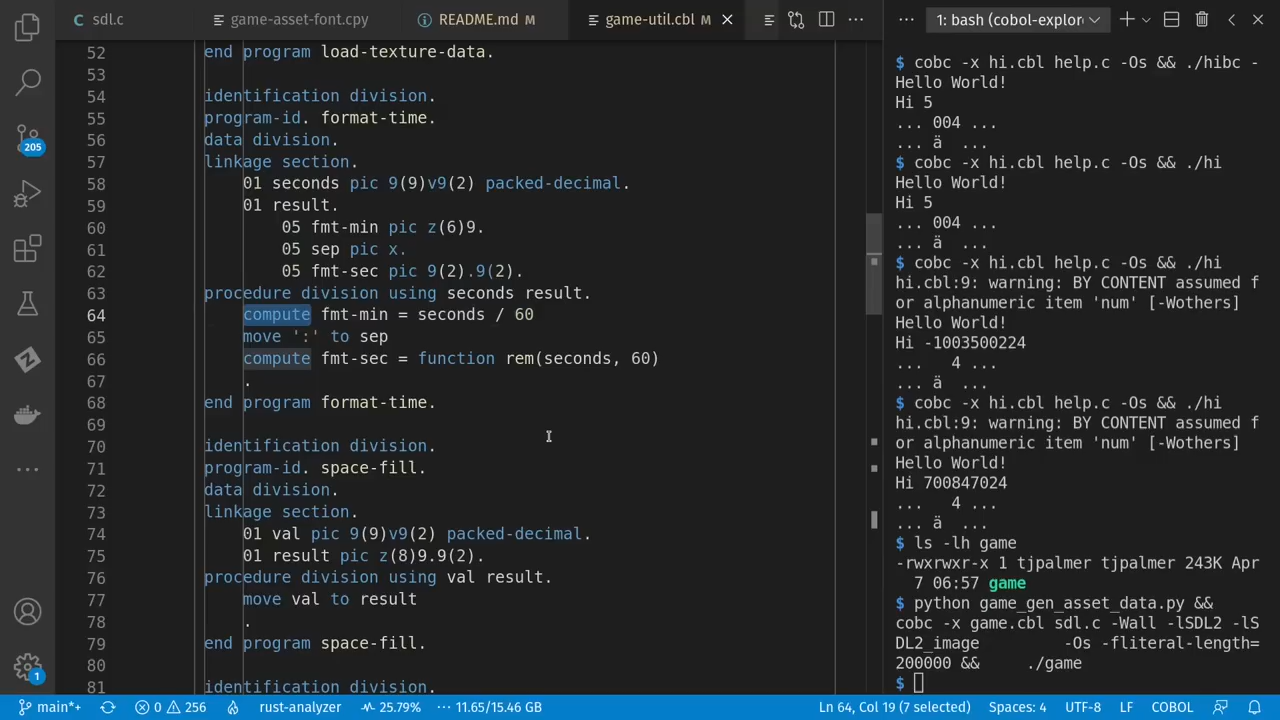 sdl.c
game-asset-font.cpy
README.md M
game-util.cbl M
1: bash (cobol-explor
52 end program load-texture-data.
53
54 identification division.
55 program-id. format-time.
56 data division.
57 linkage section.
58 01 seconds pic 9(9)v9(2) packed-decimal.
59 01 result.
60 05 fmt-min pic z(6)9.
61 05 sep pic x.
62 05 fmt-sec pic 9(2).9(2).
63 procedure division using seconds result.
64 compute fmt-min = seconds / 60
65 move ':' to sep
66 compute fmt-sec = function rem(seconds, 60)
67 .
68 end program format-time.
69
70 identification division.
71 program-id. space-fill.
72 data division.
73 linkage section.
74 01 val pic 9(9)v9(2) packed-decimal.
75 01 result pic z(8)9.9(2).
76 procedure division using val result.
77 move val to result
78 .
79 end program space-fill.
80
81 identification division.
$ cobc -x hi.cbl help.c -Os && ./hibc -
Hello World!
Hi 5
... 004 ...
... ä  ...
$ cobc -x hi.cbl help.c -Os && ./hi
Hello World!
Hi 5
... 004 ...
... ä  ...
$ cobc -x hi.cbl help.c -Os && ./hi
hi.cbl:9: warning: BY CONTENT assumed f
or alphanumeric item 'num' [-Wothers]
Hello World!
Hi -1003500224
...   4 ...
... ä  ...
$ cobc -x hi.cbl help.c -Os && ./hi
hi.cbl:9: warning: BY CONTENT assumed f
or alphanumeric item 'num' [-Wothers]
Hello World!
Hi 700847024
...   4 ...
... ä  ...
$ ls -lh game
-rwxrwxr-x 1 tjpalmer tjpalmer 243K Apr
7 06:57 game
$ python game_gen_asset_data.py &&
cobc -x game.cbl sdl.c -Wall -lSDL2 -lS
DL2_image -Os -fliteral-length=
200000 && ./game
$
205
1
main*+
0 256
rust-analyzer
25.79%
11.65/15.46 GB
Ln 64, Col 19 (7 selected)
Spaces: 4
UTF-8
LF
COBOL